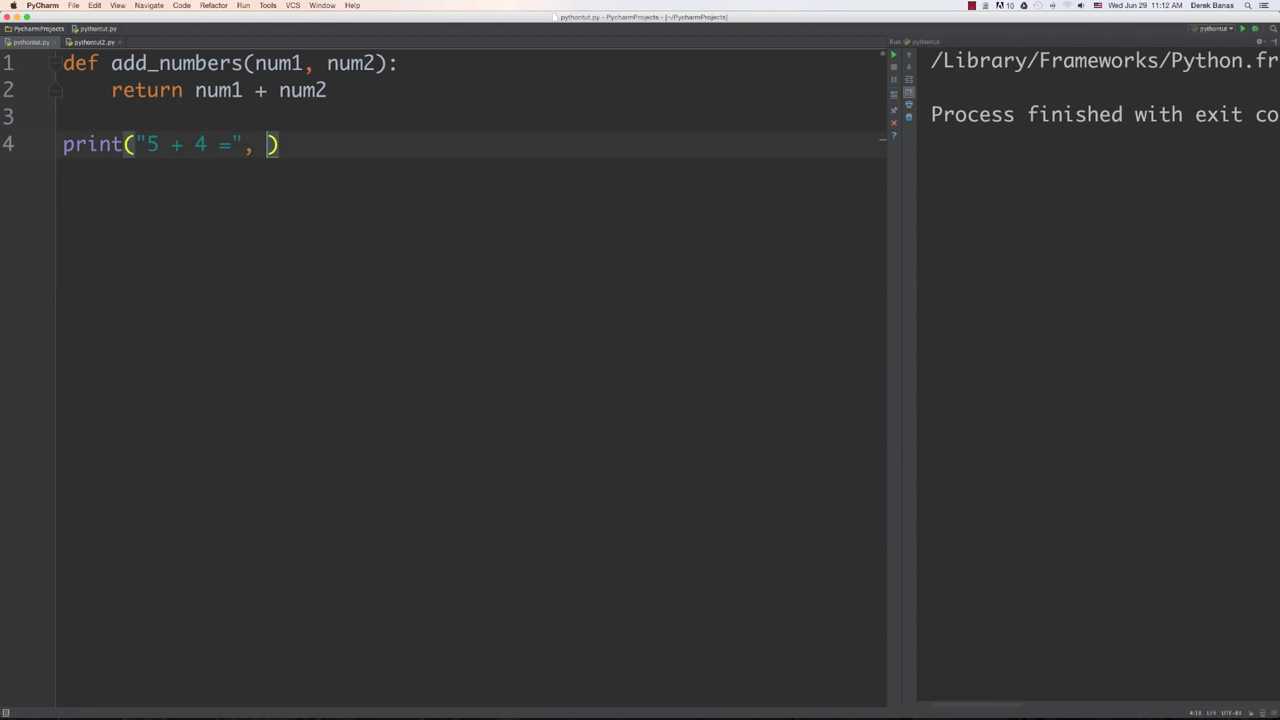 PyCharm File Edit View Navigate Code Refactor Run Tools VCS Window Help 10 Wed Jun 29 11:12 AM Derek Banas
pythontut.py - PycharmProjects - [~/PycharmProjects]
PycharmProjects pythontut.py pythontut
pythontut.py pythontut2.py Run pythontut
1 def add_numbers(num1, num2):
2 return num1 + num2
3
4 print("5 + 4 =", )
/Library/Frameworks/Python.fr
Process finished with exit co
4:18 LF÷ UTF-8÷